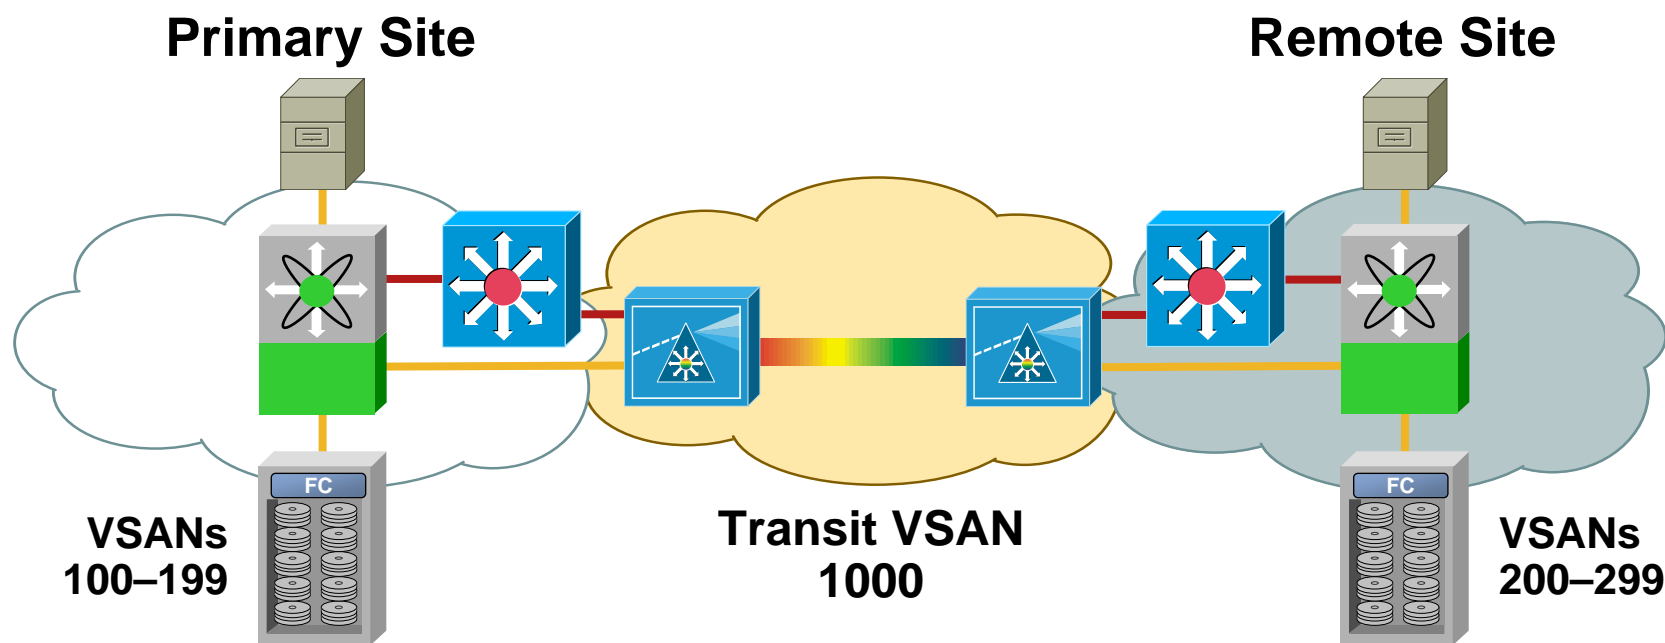 Primary Site
Remote Site
FC
FC
VSANs
100–199
Transit VSAN
1000
VSANs
200–299